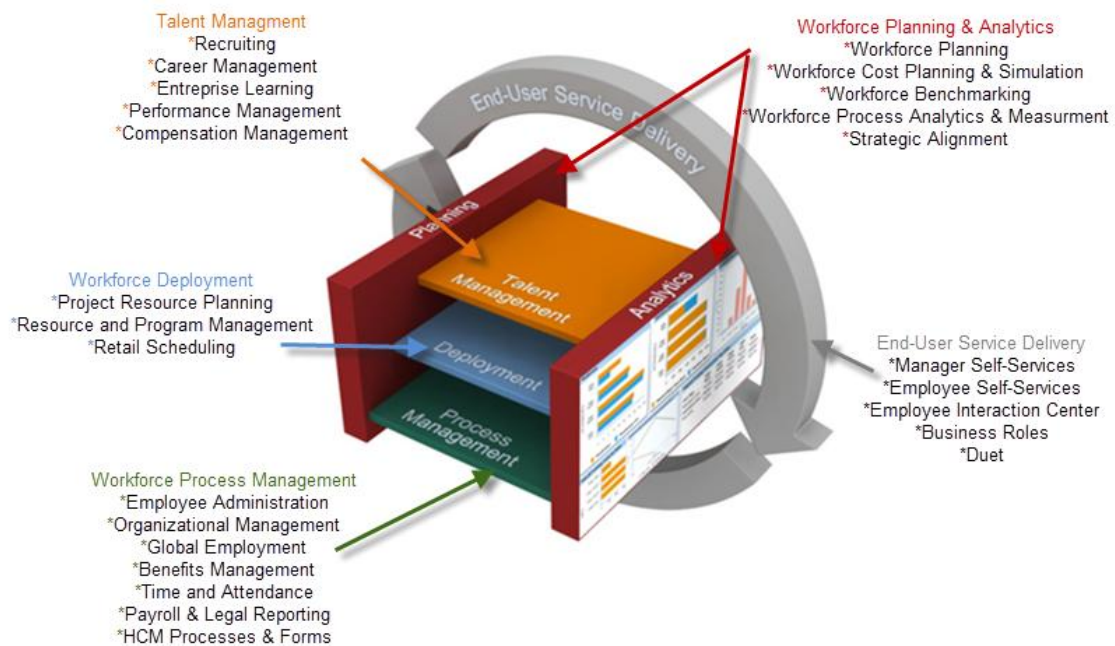 Talent Managment
*Recruiting
*Career Management
*Entreprise Learning
*Performance Management
*Compensation Management
Workforce Planning & Analytics
*Workforce Planning
*Workforce Cost Planning & Simulation
*Workforce Benchmarking
*Workforce Process Analytics & Measurment
*Strategic Alignment
End-User Service Delivery
Planning
Talent
Management
Analytics
Deployment
Process
Management
Workforce Deployment
*Project Resource Planning
*Resource and Program Management
*Retail Scheduling
End-User Service Delivery
*Manager Self-Services
*Employee Self-Services
*Employee Interaction Center
*Business Roles
*Duet
Workforce Process Management
*Employee Administration
*Organizational Management
*Global Employment
*Benefits Management
*Time and Attendance
*Payroll & Legal Reporting
*HCM Processes & Forms